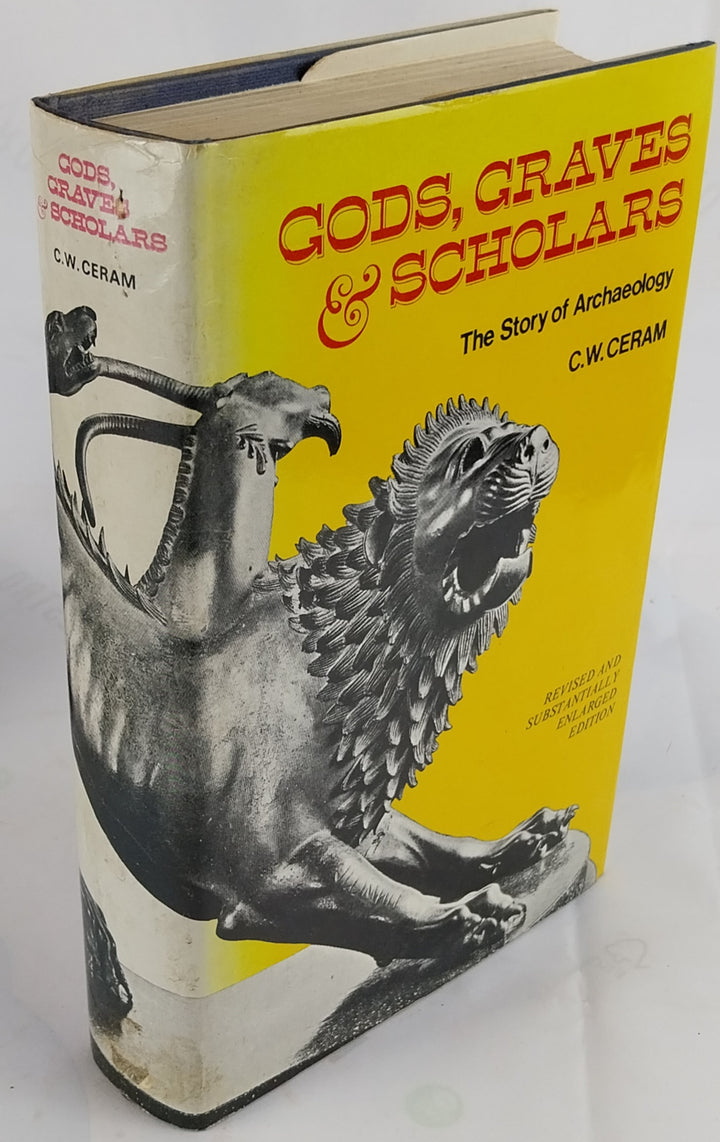 GODS,
GRAVES
& SCHOLARS
C.W. CERAM
GODS, GRAVES
& SCHOLARS
The Story of Archaeology
C.W. CERAM
REVISED AND
SUBSTANTIALLY
ENLARGED
EDITION